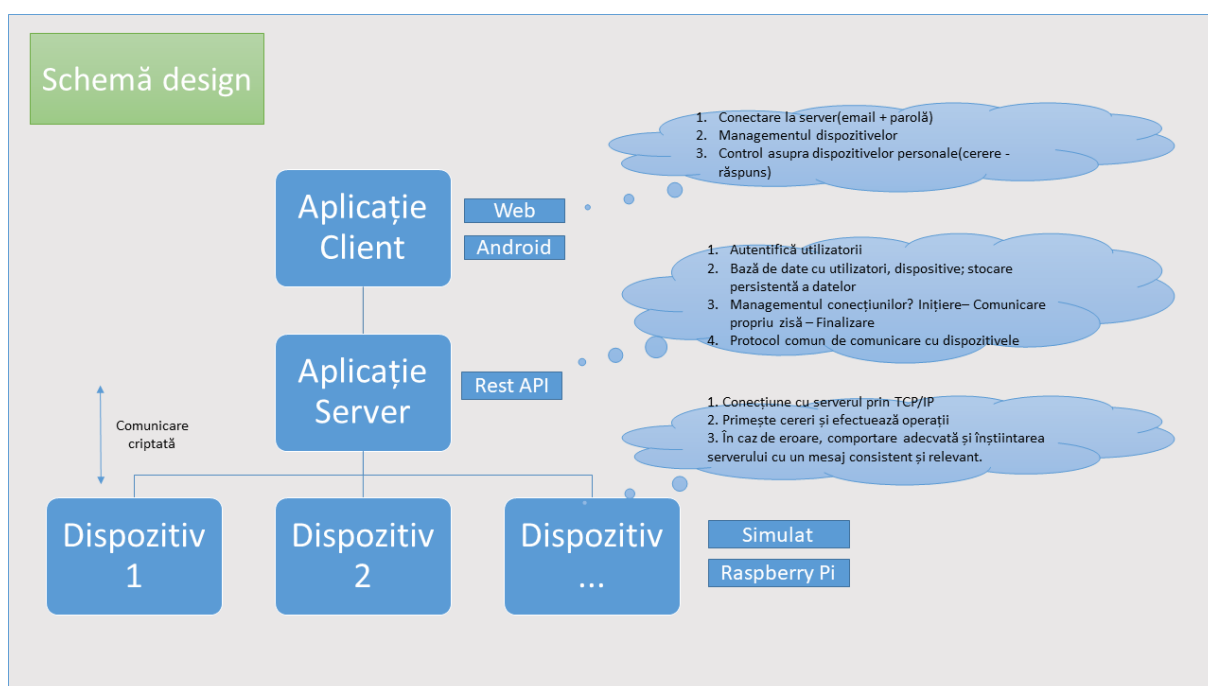 Schemă design
1. Conectare la server(email + parolă)
2. Managementul dispozitivelor
3. Control asupra dispozitivelor personale(cerere -
răspuns)
Aplicație
Client
Web
Android
1. Autentifică utilizatorii
2. Bază de date cu utilizatori, dispositive; stocare
persistentă a datelor
3. Managementul conecțiunilor? Inițiere– Comunicare
propriu zisă – Finalizare
4. Protocol comun de comunicare cu dispozitivele
Aplicație
Server
Rest API
1. Conecțiune cu serverul prin TCP/IP
2. Primește cereri și efectuează operații
3. În caz de eroare, comportare adecvată și înștiintarea
serverului cu un mesaj consistent și relevant.
Comunicare
criptată
Dispozitiv
1
Dispozitiv
2
Dispozitiv
...
Simulat
Raspberry Pi